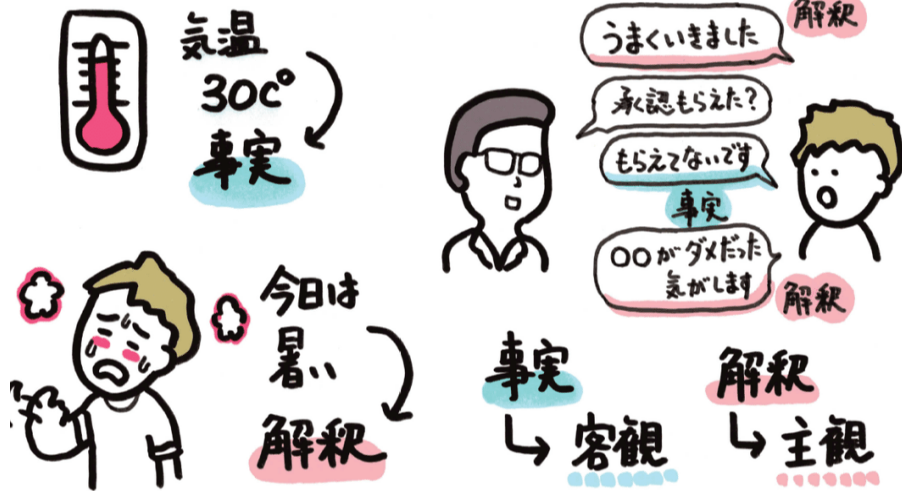 気温
30℃
事実
今日は
暑い
解釈
うまくいきました
解釈
承認もらえた?
もらえてないです
事実
○○がダメだった
気がします
解釈
事実
客観
解釈
主観